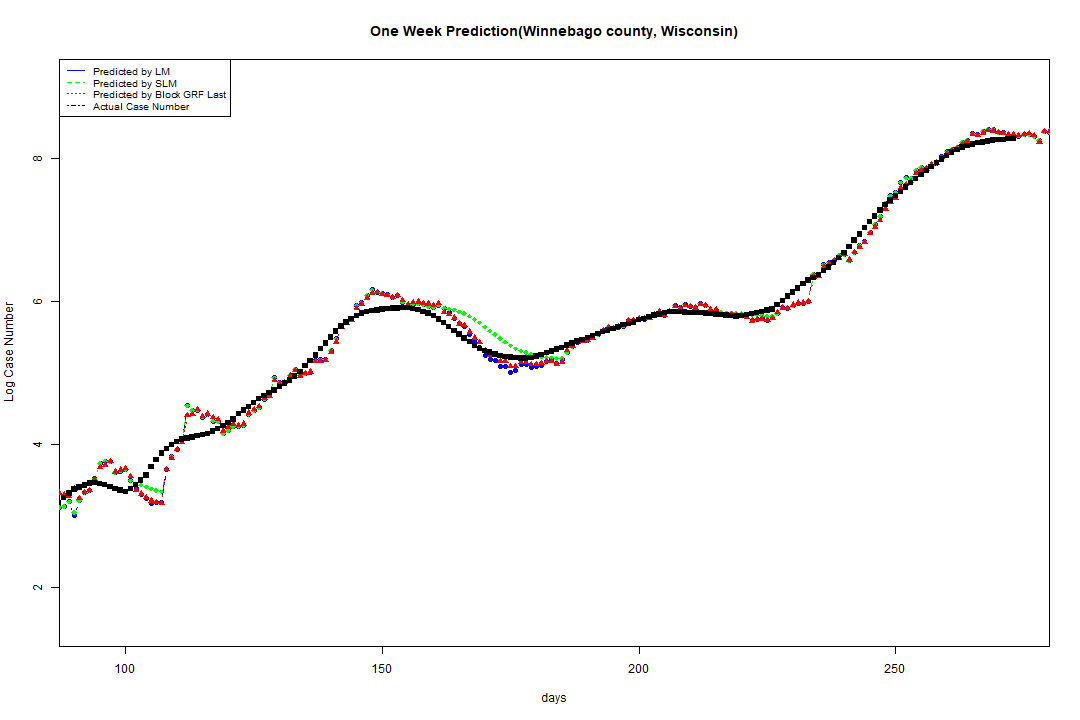 One Week Prediction(Winnebago county, Wisconsin)
Predicted by LM
Predicted by SLM
Predicted by Block GRF Last
Actual Case Number
8
6
4
2
Log Case Number
100 150 200 250
days